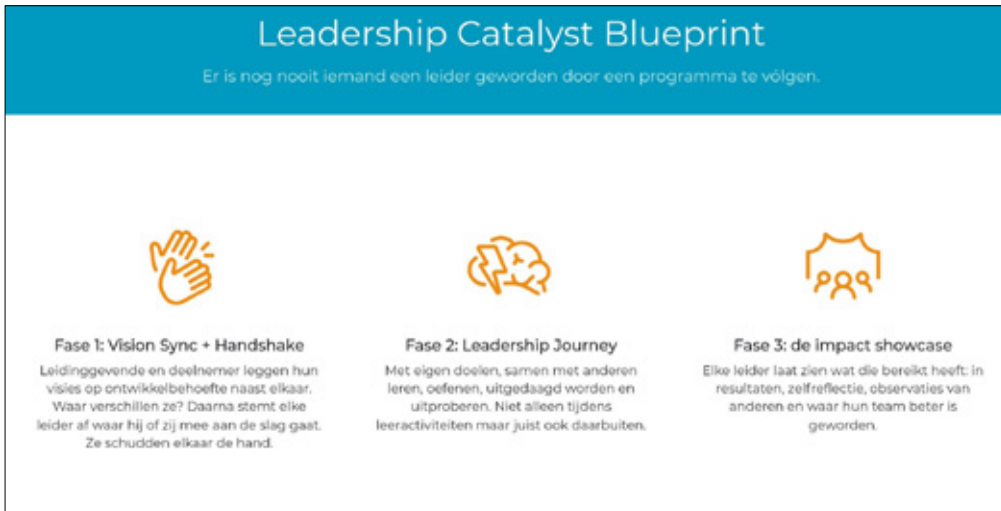 Leadership Catalyst Blueprint
Er is nog nooit iemand een leider geworden door een programma te vólgen.
Fase 1: Vision Sync + Handshake
Leidinggevende en deelnemer leggen hun
visies op ontwikkelbehoefte naast elkaar.
Waar verschillen ze? Daarna stemt elke
leider af waar hij of zij mee aan de slag gaat.
Ze schudden elkaar de hand.
Fase 2: Leadership Journey
Met eigen doelen, samen met anderen
leren, oefenen, uitgedaagd worden en
uitproberen. Niet alleen tijdens
leeractiviteiten maar juist ook daarbuiten.
Fase 3: de impact showcase
Elke leider laat zien wat die bereikt heeft: in
resultaten, zelfreflectie, observaties van
anderen en waar hun team beter is
geworden.